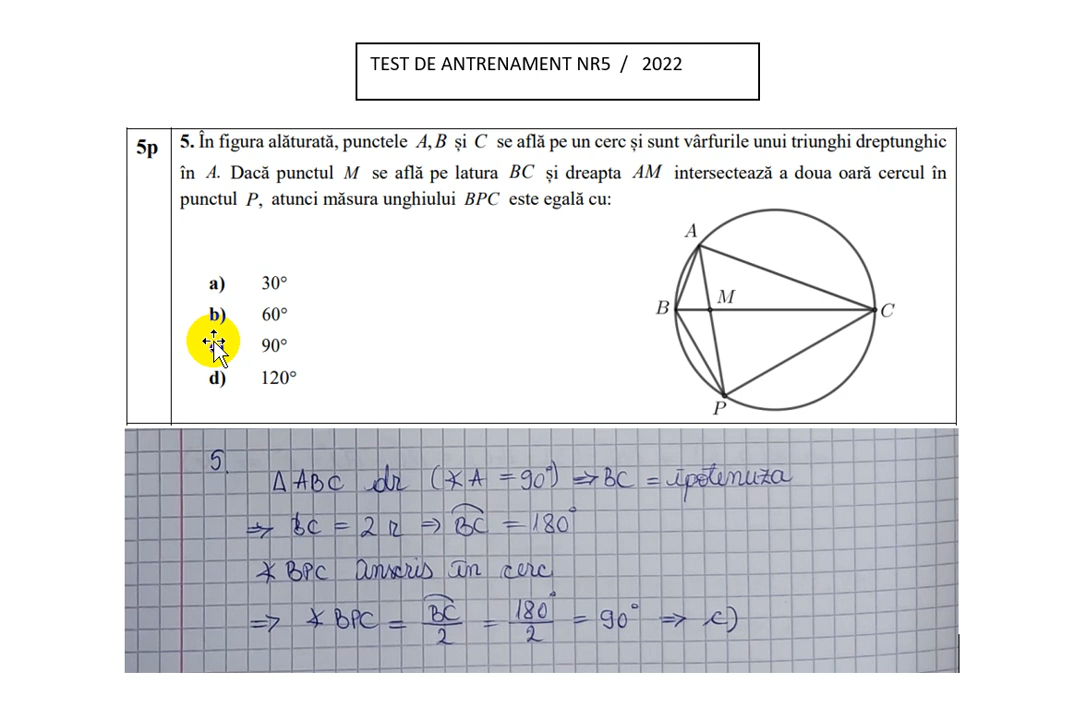 TEST DE ANTRENAMENT NR5 / 2022
5p
5. În figura alăturată, punctele A, B și C se află pe un cerc și sunt vârfurile unui triunghi dreptunghic
în A. Dacă punctul M se află pe latura BC și dreapta AM intersectează a doua oară cercul în
punctul P, atunci măsura unghiului BPC este egală cu:
a) 30°
b) 60°
90°
d) 120°
A
B
M
C
P
5.
△ABC dr (∡A = 90°) ⇒ BC = ipotenuza
⇒ BC = 2r ⇒ B͡C = 180°
∡BPC înscris în cerc
⇒ ∡BPC = B͡C/2 = 180°/2 = 90° ⇒ c)